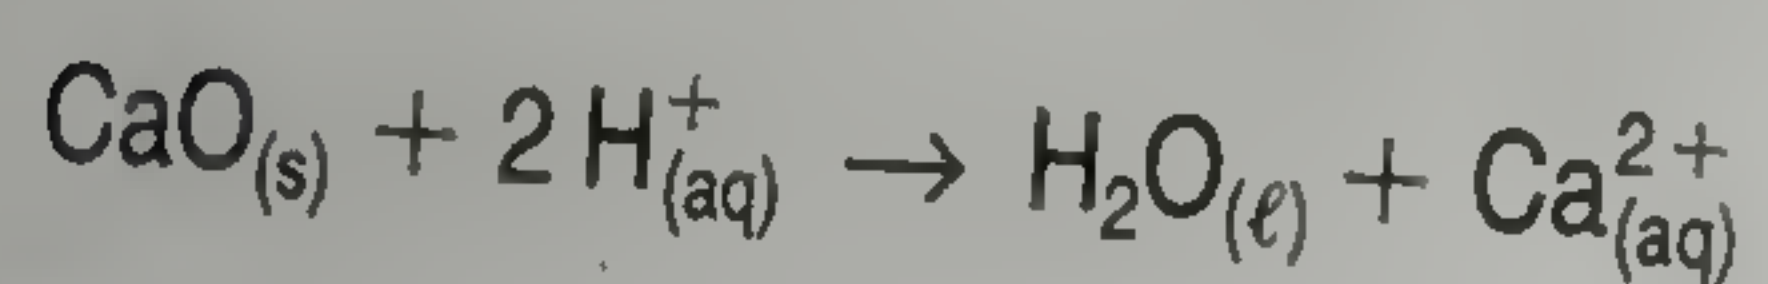 CaO(s) + 2 H⁺(aq) → H₂O(ℓ) + Ca²⁺(aq)